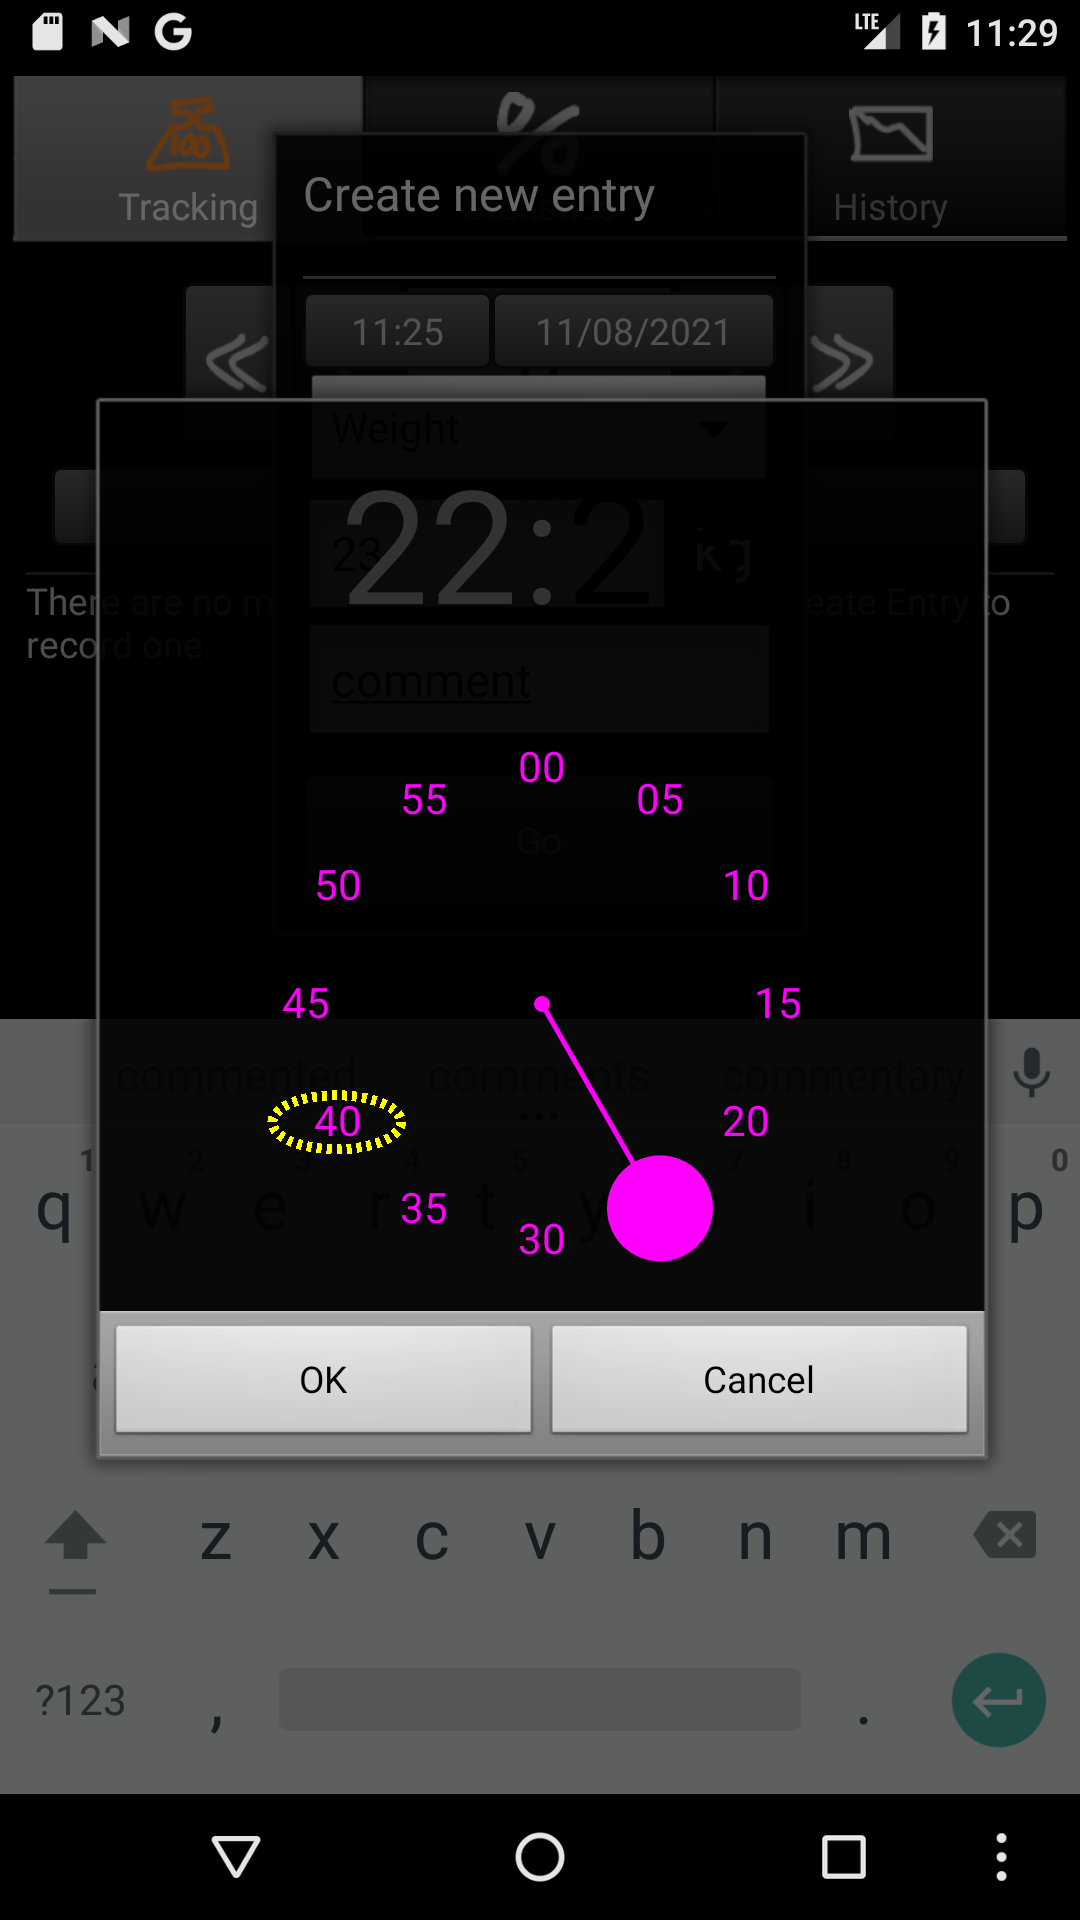 LTE 11:29
Tracking
History
Create new entry
11:25 11/08/2021
Weight
23
22:2
kg
There are no m eate Entry to
record one.
comment
Go
00
55 05
50 10
45 15
40 20
35
30
commented comments commentary
1 2 3 4 5 7 8 9 0
q w e r t y i o p
OK Cancel
z x c v b n m
?123 , .